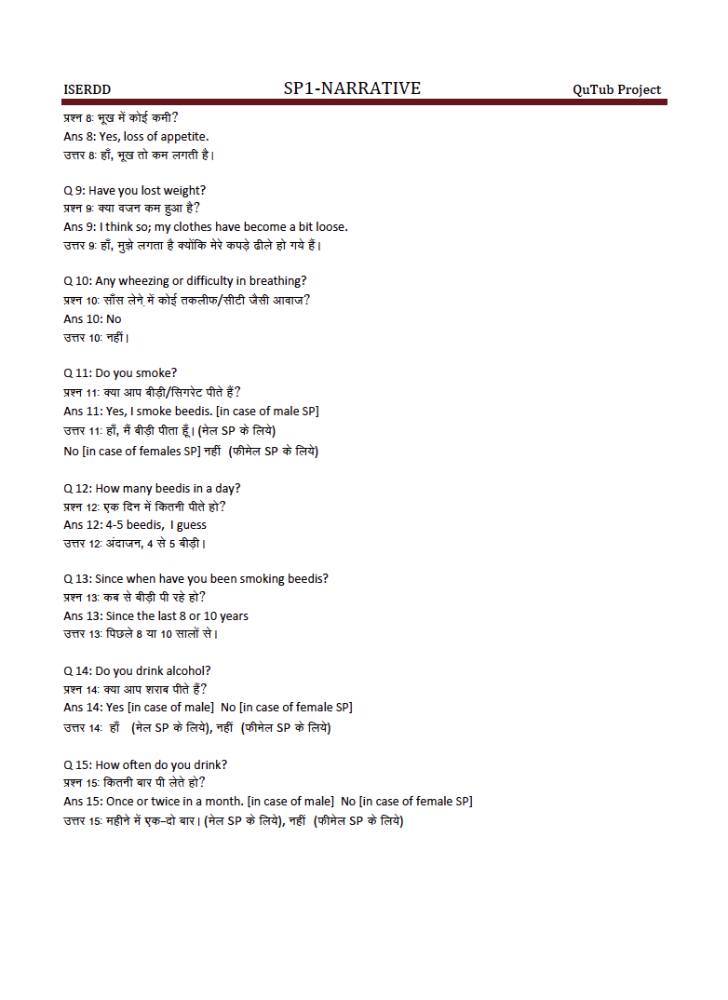 ISERDD SP1-NARRATIVE QuTub Project
प्रश्न 8: भूख में कोई कमी?
Ans 8: Yes, loss of appetite.
उत्तर 8: हाँ, भूख तो कम लगती है।
Q 9: Have you lost weight?
प्रश्न 9: क्या वजन कम हुआ है?
Ans 9: I think so; my clothes have become a bit loose.
उत्तर 9: हाँ, मुझे लगता है क्योंकि मेरे कपड़े ढीले हो गये हैं।
Q 10: Any wheezing or difficulty in breathing?
प्रश्न 10: साँस लेने में कोई तकलीफ/सीटी जैसी आवाज?
Ans 10: No
उत्तर 10: नहीं।
Q 11: Do you smoke?
प्रश्न 11: क्या आप बीड़ी/सिगरेट पीते हैं?
Ans 11: Yes, I smoke beedis. [in case of male SP]
उत्तर 11: हाँ, मैं बीड़ी पीता हूँ। (मेल SP के लिये)
No [in case of females SP] नहीं (फीमेल SP के लिये)
Q 12: How many beedis in a day?
प्रश्न 12: एक दिन में कितनी पीते हो?
Ans 12: 4-5 beedis, I guess
उत्तर 12: अंदाजन, 4 से 5 बीड़ी।
Q 13: Since when have you been smoking beedis?
प्रश्न 13: कब से बीड़ी पी रहे हो?
Ans 13: Since the last 8 or 10 years
उत्तर 13: पिछले 8 या 10 सालों से।
Q 14: Do you drink alcohol?
प्रश्न 14: क्या आप शराब पीते हैं?
Ans 14: Yes [in case of male] No [in case of female SP]
उत्तर 14: हाँ (मेल SP के लिये), नहीं (फीमेल SP के लिये)
Q 15: How often do you drink?
प्रश्न 15: कितनी बार पी लेते हो?
Ans 15: Once or twice in a month. [in case of male] No [in case of female SP]
उत्तर 15: महीने में एक–दो बार। (मेल SP के लिये), नहीं (फीमेल SP के लिये)